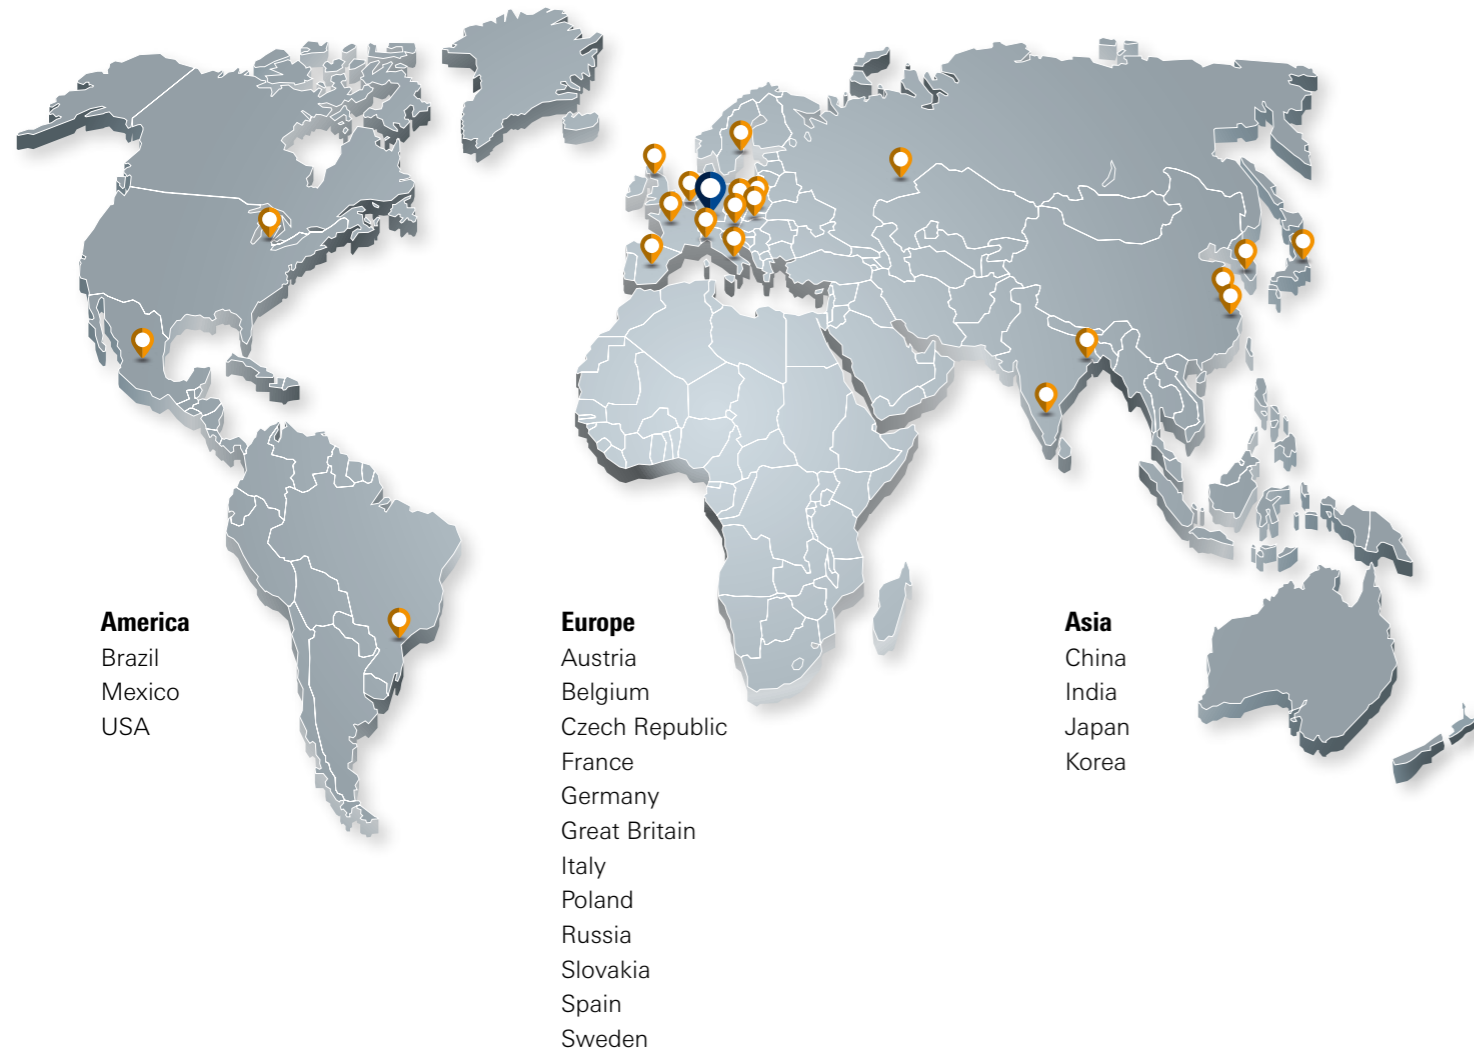 America
Brazil
Mexico
USA
Europe
Austria
Belgium
Czech Republic
France
Germany
Great Britain
Italy
Poland
Russia
Slovakia
Spain
Sweden
Asia
China
India
Japan
Korea